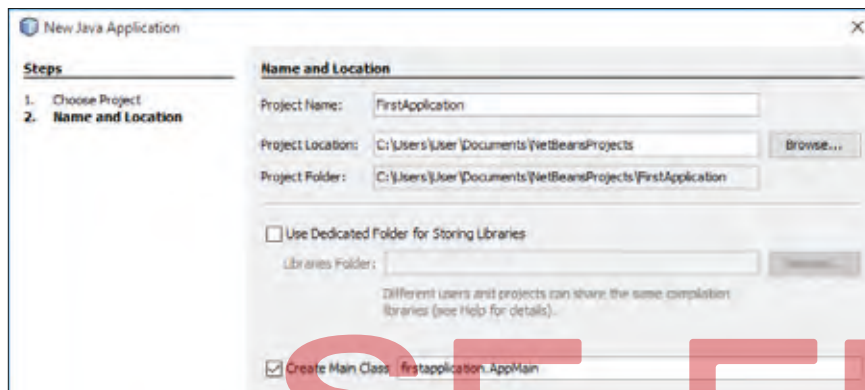 New Java Application
Steps
1. Choose Project
2. Name and Location
Name and Location
Project Name: FirstApplication
Project Location: C:\Users\User\Documents\NetBeansProjects Browse...
Project Folder: C:\Users\User\Documents\NetBeansProjects\FirstApplication
Use Dedicated Folder for Storing Libraries
Libraries Folder:
Different users and projects can share the same compilation
libraries (see Help for details).
Create Main Class firstapplication.AppMain